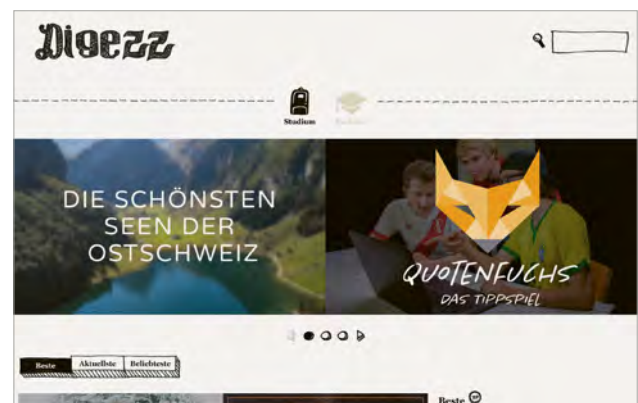 Digezz
Studium
DIE SCHÖNSTEN
SEEN DER
OSTSCHWEIZ
QUOTENFUCHS
DAS TIPPSPIEL
Beste
Aktuellste
Beliebteste
Beste